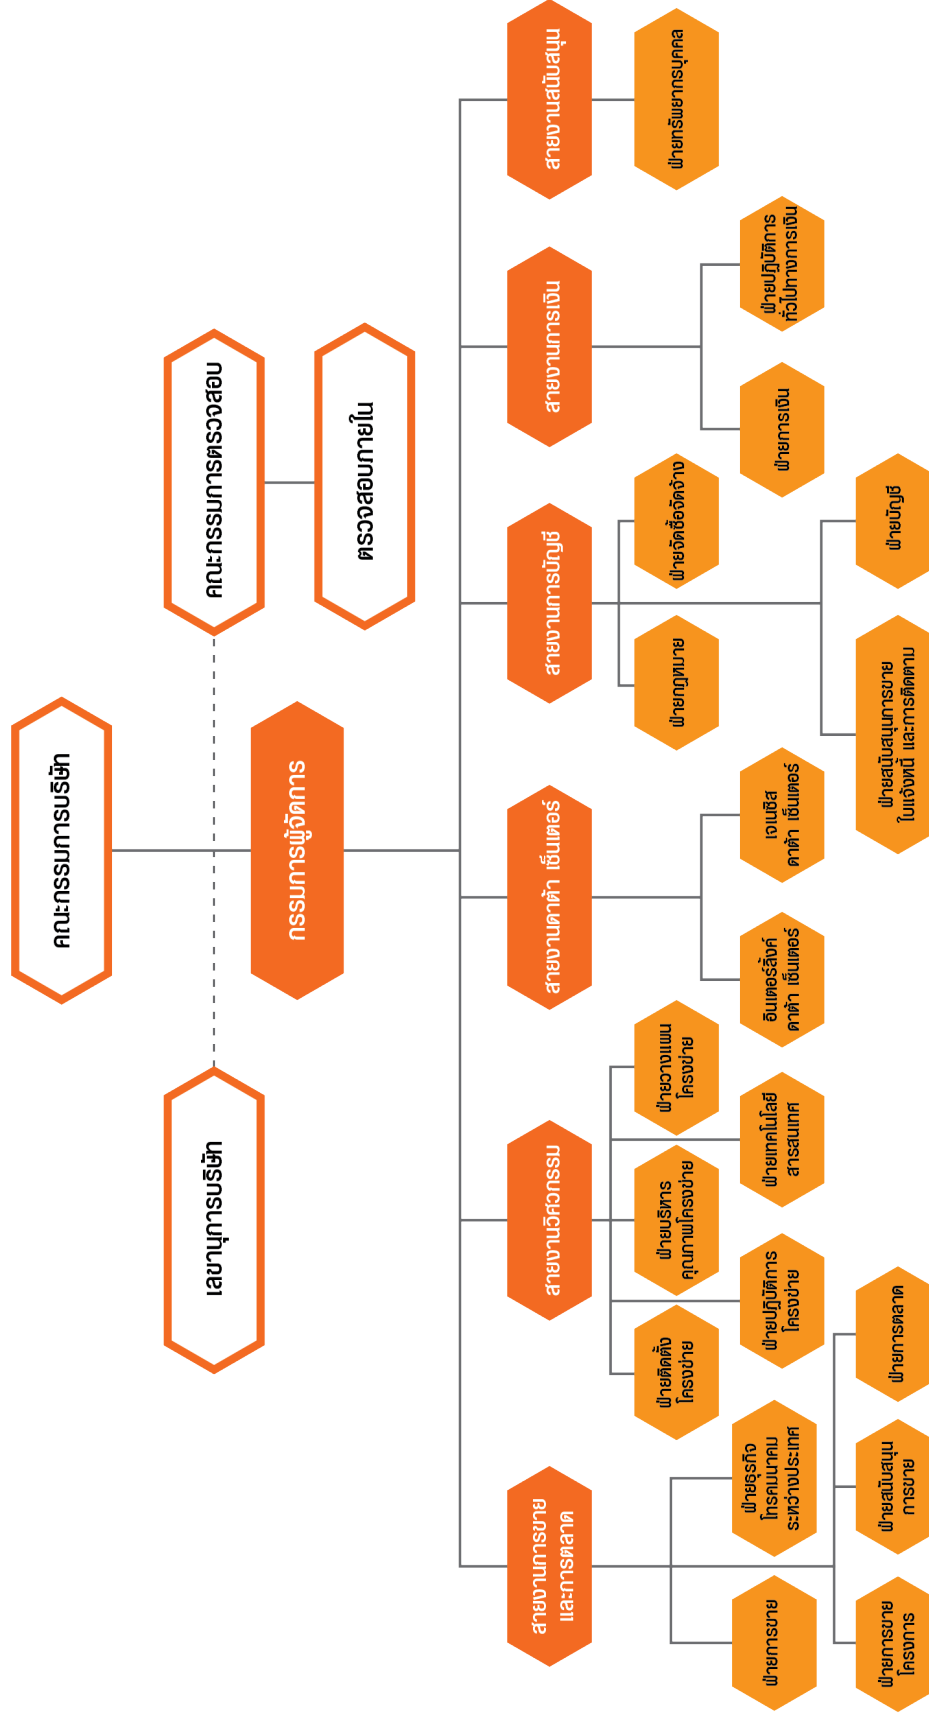 คณะกรรมการบริษัท
เลขานุการบริษัท
คณะกรรมการตรวจสอบ
กรรมการผู้จัดการ
ตรวจสอบภายใน
สายงานการขาย
และการตลาด
สายงานวิศวกรรม
สายงานดาต้า เซ็นเตอร์
สายงานการบัญชี
สายงานการเงิน
สายงานสนับสนุน
ฝ่ายการขาย
ฝ่ายธุรกิจ
โทรคมนาคม
ระหว่างประเทศ
ฝ่ายการขาย
โครงการ
ฝ่ายสนับสนุน
การขาย
ฝ่ายการตลาด
ฝ่ายติดตั้ง
โครงข่าย
ฝ่ายบริหาร
คุณภาพโครงข่าย
ฝ่ายวางแผน
โครงข่าย
ฝ่ายปฏิบัติการ
โครงข่าย
ฝ่ายเทคโนโลยี
สารสนเทศ
อินเตอร์ลิ้งค์
ดาต้า เซ็นเตอร์
เจเนซิส
ดาต้า เซ็นเตอร์
ฝ่ายกฎหมาย
ฝ่ายจัดซื้อจัดจ้าง
ฝ่ายสนับสนุนการขาย
ใบแจ้งหนี้ และการติดตาม
ฝ่ายบัญชี
ฝ่ายการเงิน
ฝ่ายปฏิบัติการ
ทั่วไปทางการเงิน
ฝ่ายทรัพยากรบุคคล